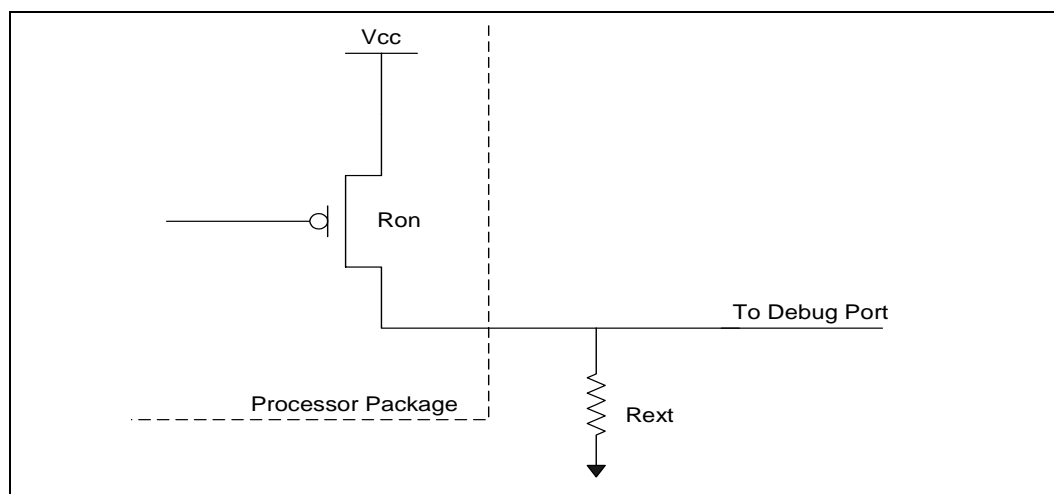 Vcc
Ron
To Debug Port
Processor Package
Rext